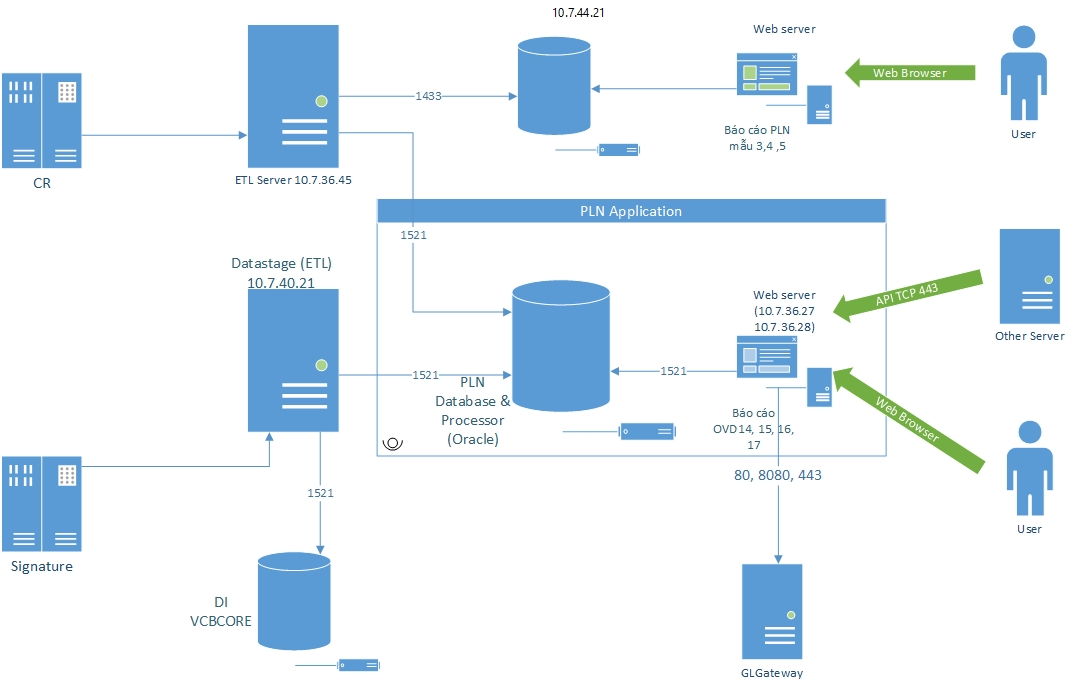 10.7.44.21
Web server
Web Browser
1433
User
Báo cáo PLN
mẫu 3,4 ,5
CR
ETL Server 10.7.36.45
PLN Application
1521
Datastage (ETL)
10.7.40.21
Web server
(10.7.36.27
10.7.36.28)
API TCP 443
Other Server
1521
1521
PLN
Database &
Processor
(Oracle)
Báo cáo
OVD14, 15, 16,
17
Web Browser
80, 8080, 443
1521
User
Signature
DI
VCBCORE
GLGateway